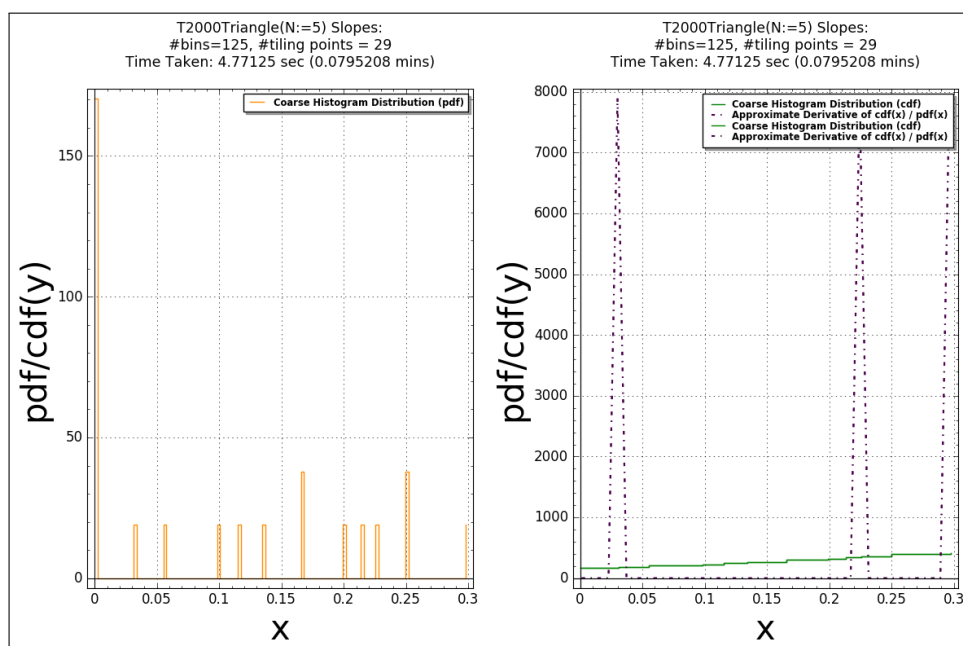 T2000Triangle(N:=5) Slopes:
#bins=125, #tiling points = 29
Time Taken: 4.77125 sec (0.0795208 mins)
Coarse Histogram Distribution (pdf)
150
100
50
0
pdf/cdf(y)
0
0.05
0.1
0.15
0.2
0.25
0.3
x
T2000Triangle(N:=5) Slopes:
#bins=125, #tiling points = 29
Time Taken: 4.77125 sec (0.0795208 mins)
Coarse Histogram Distribution (cdf)
Approximate Derivative of cdf(x) / pdf(x)
Coarse Histogram Distribution (cdf)
Approximate Derivative of cdf(x) / pdf(x)
8000
7000
6000
5000
4000
3000
2000
1000
0
pdf/cdf(y)
0
0.05
0.1
0.15
0.2
0.25
0.3
x